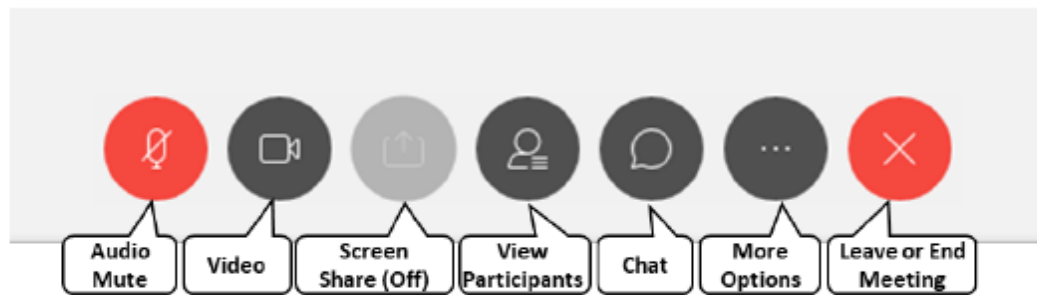 Audio
Mute
Video
Screen
Share (Off)
View
Participants
Chat
More
Options
Leave or End
Meeting